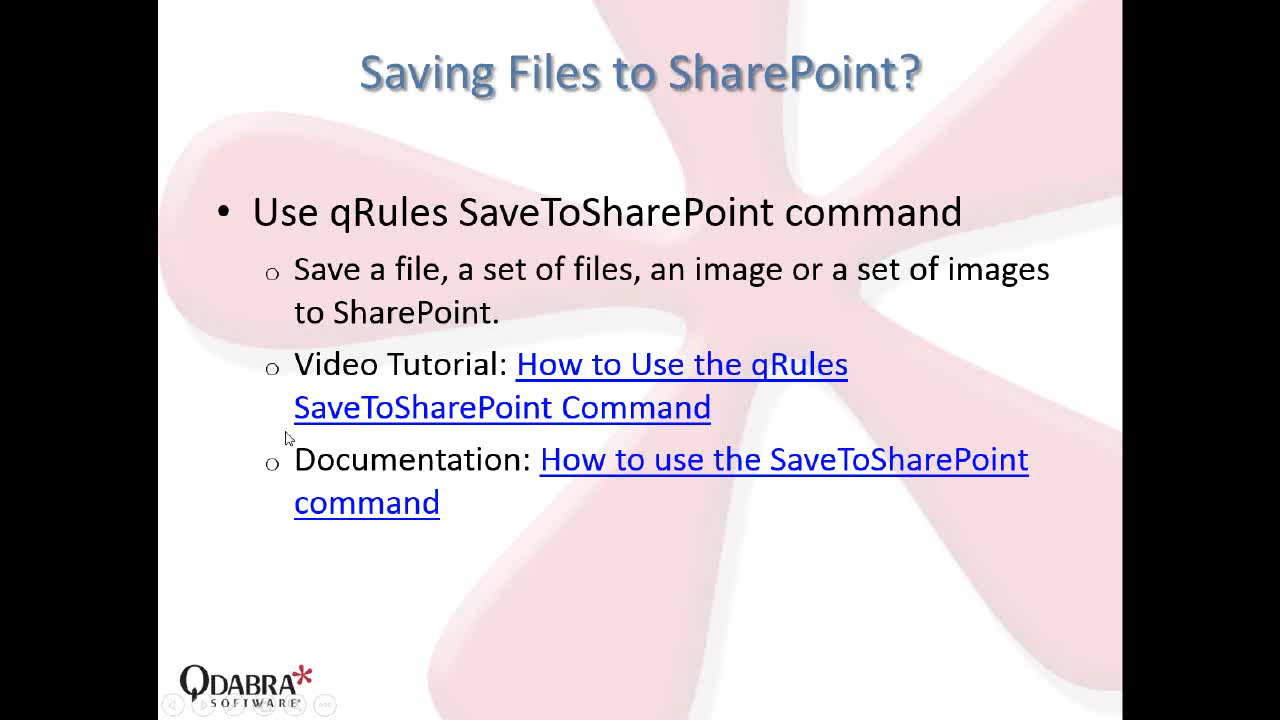 Saving Files to SharePoint?
• Use qRules SaveToSharePoint command
o Save a file, a set of files, an image or a set of images
to SharePoint.
o Video Tutorial: How to Use the qRules
SaveToSharePoint Command
o Documentation: How to use the SaveToSharePoint
command
QDABRA*
SOFTWARE